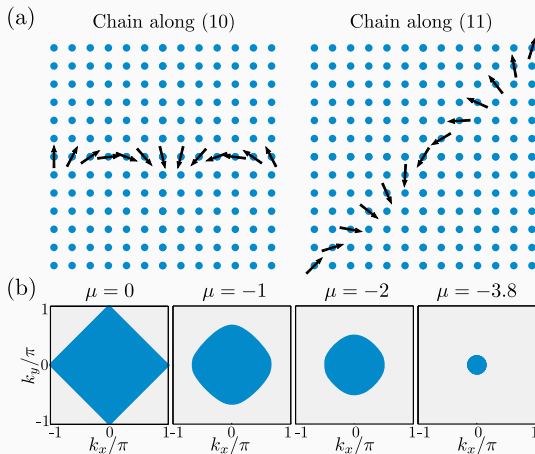 (a) Chain along (10) Chain along (11)
(b) μ = 0 μ = −1 μ = −2 μ = −3.8
1
0
-1
k_y/π
-1 0 1 -1 0 1 -1 0 1 -1 0 1
k_x/π k_x/π k_x/π k_x/π